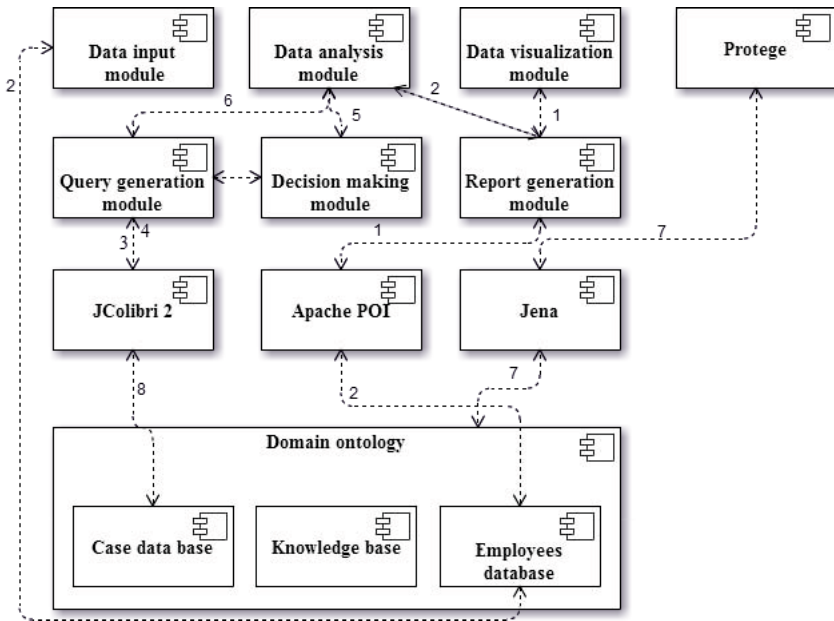 Data input
module
Data analysis
module
Data visualization
module
Protege
2
6
5
2
1
Query generation
module
Decision making
module
Report generation
module
3
4
1
7
JColibri 2
Apache POI
Jena
8
2
7
Domain ontology
Case data base
Knowledge base
Employees
database